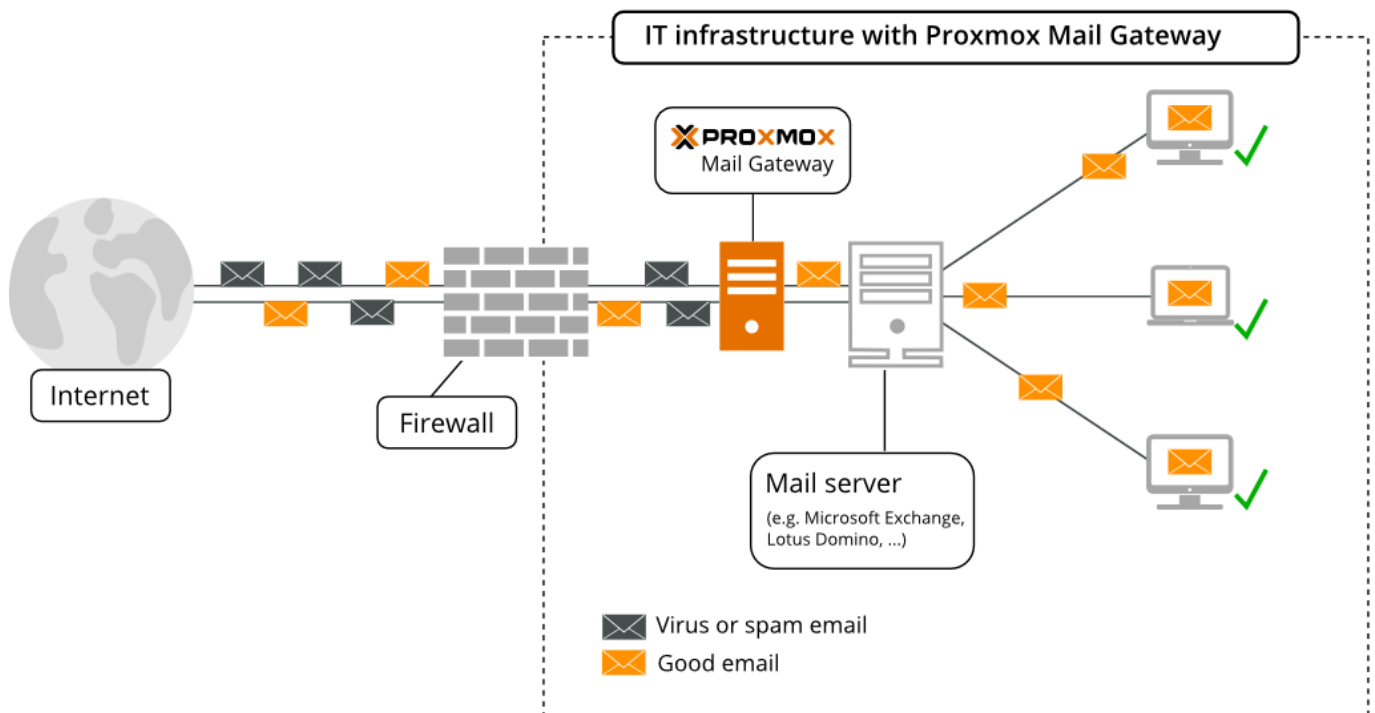 IT infrastructure with Proxmox Mail Gateway
PROXMOX
Mail Gateway
Internet
Firewall
Mail server
(e.g. Microsoft Exchange,
Lotus Domino, ...)
Virus or spam email
Good email